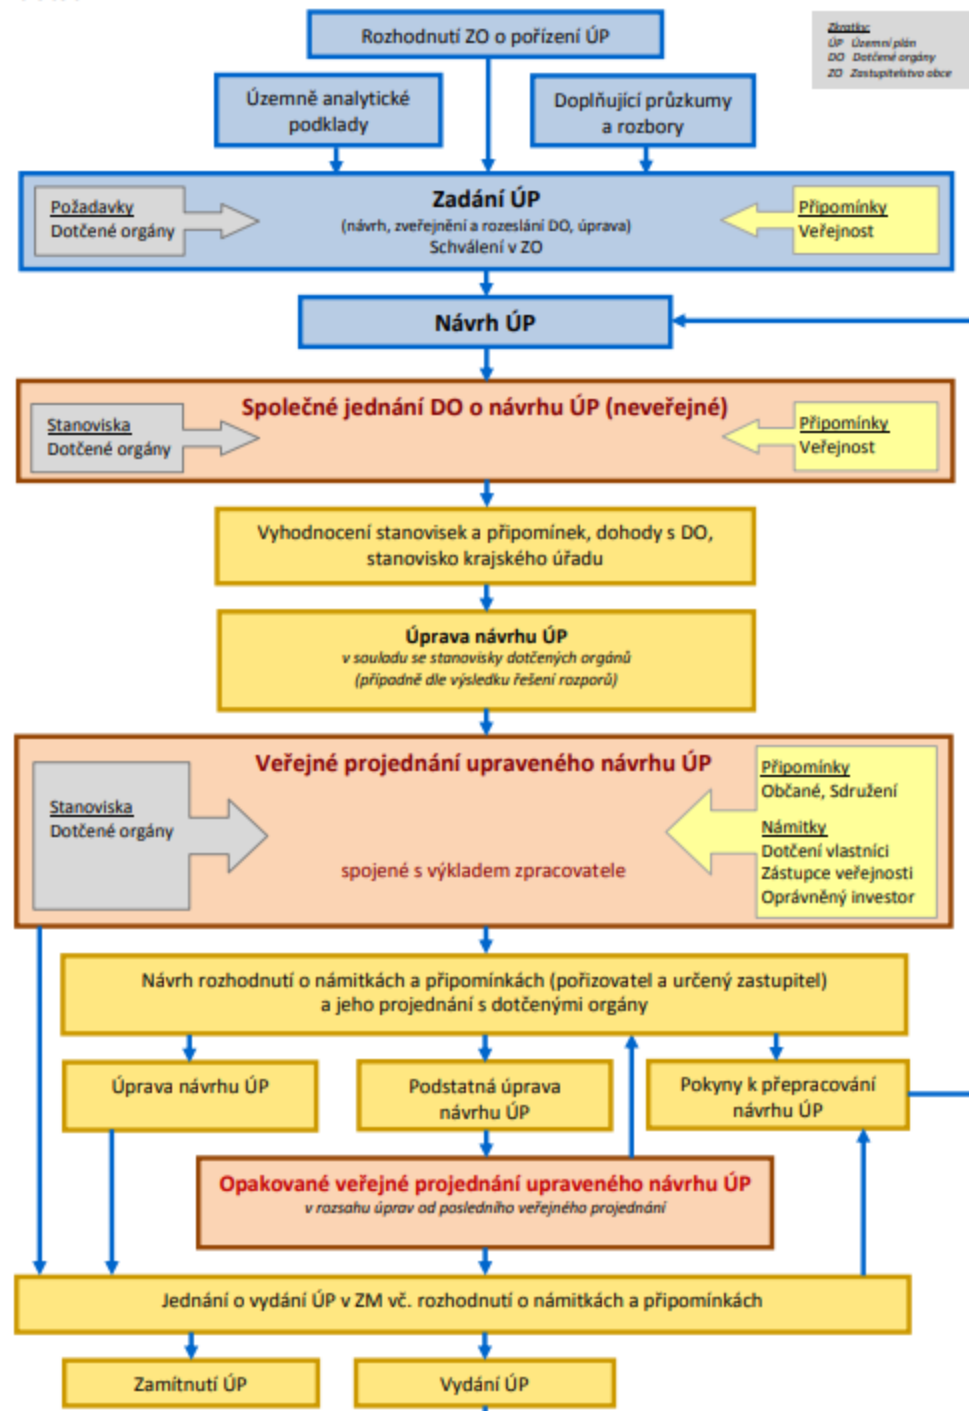 Rozhodnutí ZO o pořízení ÚP
Zkratky:
ÚP Územní plán
DO Dotčené orgány
ZO Zastupitelstvo obce
Územně analytické
podklady
Doplňující průzkumy
a rozbory
Zadání ÚP
(návrh, zveřejnění a rozeslání DO, úprava)
Schválení v ZO
Požadavky
Dotčené orgány
Připomínky
Veřejnost
Návrh ÚP
Společné jednání DO o návrhu ÚP (neveřejné)
Stanoviska
Dotčené orgány
Připomínky
Veřejnost
Vyhodnocení stanovisek a připomínek, dohody s DO,
stanovisko krajského úřadu
Úprava návrhu ÚP
v souladu se stanovisky dotčených orgánů
(případně dle výsledku řešení rozporů)
Veřejné projednání upraveného návrhu ÚP
Stanoviska
Dotčené orgány
spojené s výkladem zpracovatele
Připomínky
Občané, Sdružení
Námitky
Dotčení vlastníci
Zástupce veřejnosti
Oprávněný investor
Návrh rozhodnutí o námitkách a připomínkách (pořizovatel a určený zastupitel)
a jeho projednání s dotčenými orgány
Úprava návrhu ÚP
Podstatná úprava
návrhu ÚP
Pokyny k přepracování
návrhu ÚP
Opakované veřejné projednání upraveného návrhu ÚP
v rozsahu úprav od posledního veřejného projednání
Jednání o vydání ÚP v ZM vč. rozhodnutí o námitkách a připomínkách
Zamítnutí ÚP
Vydání ÚP